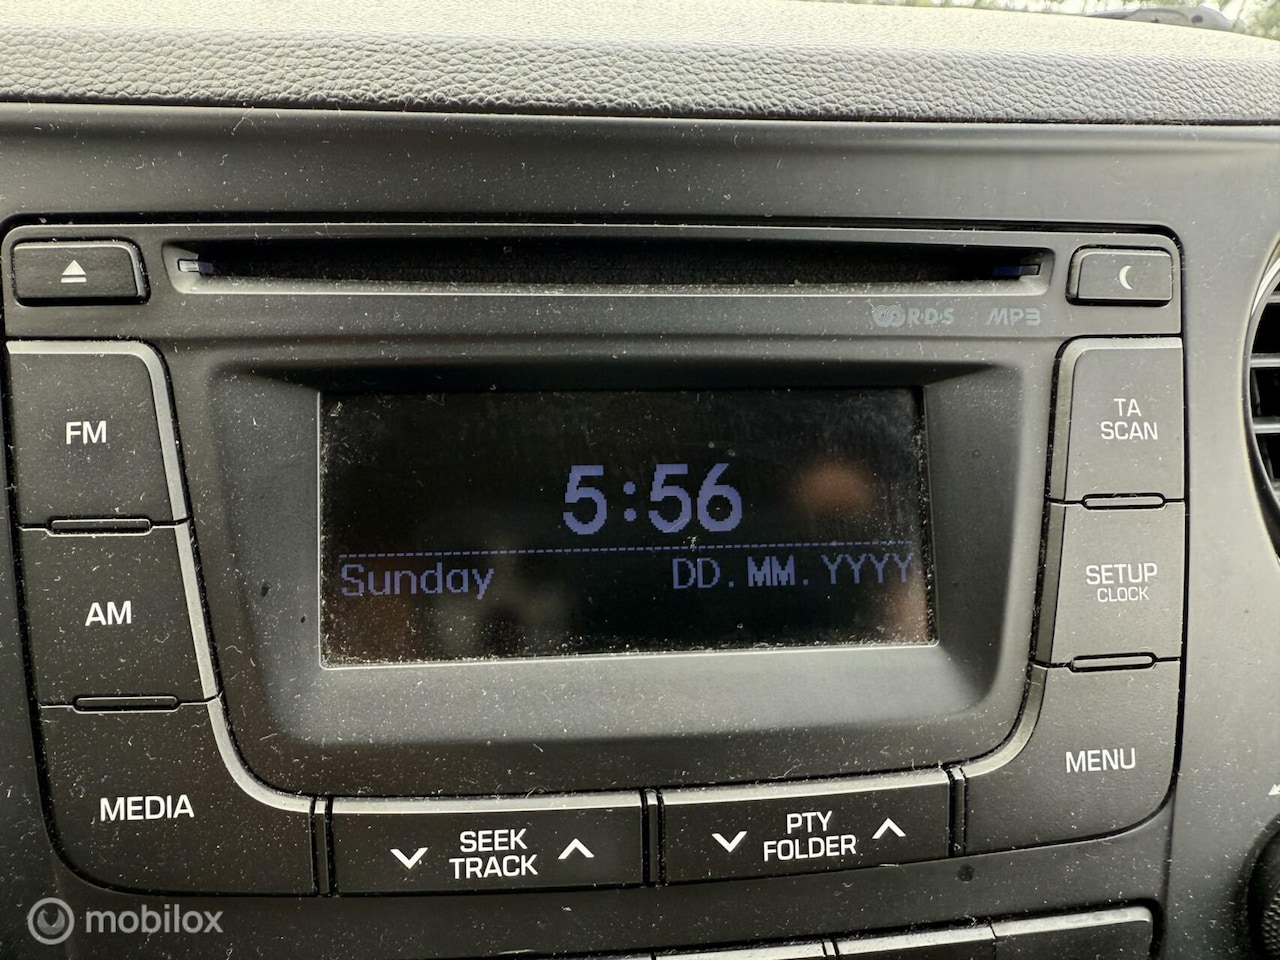 R·D·S MP3
FM
TA
SCAN
5:56
Sunday DD.MM.YYYY
AM
SETUP
CLOCK
MEDIA
MENU
SEEK
TRACK
PTY
FOLDER
mobilox